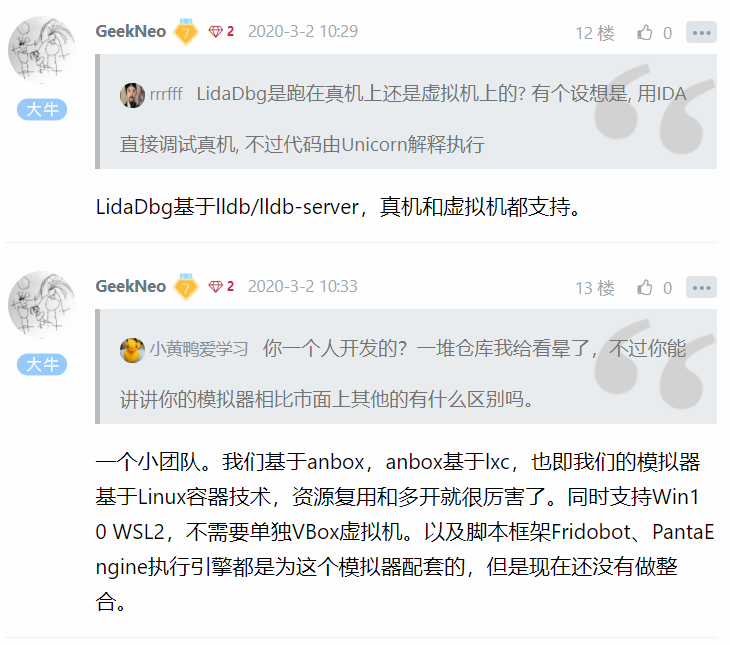 GeekNeo 7 2 2020-3-2 10:29 12 楼 0
大牛
rrrfff LidaDbg是跑在真机上还是虚拟机上的? 有个设想是, 用IDA
直接调试真机, 不过代码由Unicorn解释执行
LidaDbg基于lldb/lldb-server，真机和虚拟机都支持。
GeekNeo 7 2 2020-3-2 10:33 13 楼 0
大牛
小黄鸭爱学习 你一个人开发的？一堆仓库我给看晕了，不过你能
讲讲你的模拟器相比市面上其他的有什么区别吗。
一个小团队。我们基于anbox，anbox基于lxc，也即我们的模拟器
基于Linux容器技术，资源复用和多开就很厉害了。同时支持Win1
0 WSL2，不需要单独VBox虚拟机。以及脚本框架Fridobot、PantaE
ngine执行引擎都是为这个模拟器配套的，但是现在还没有做整
合。